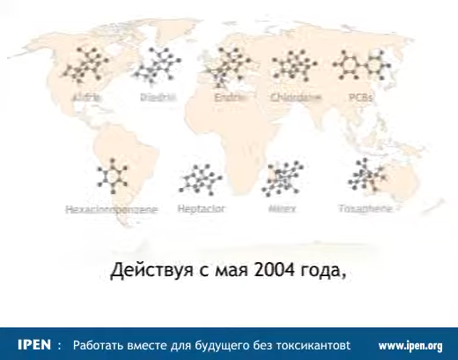 Aldrin Dieldrin Endrin Chlordane PCBs
Hexaclorobenzene Heptaclor Mirex Toxaphene
Действуя с мая 2004 года,
IPEN : Работать вместе для будущего без токсикантовt www.ipen.org